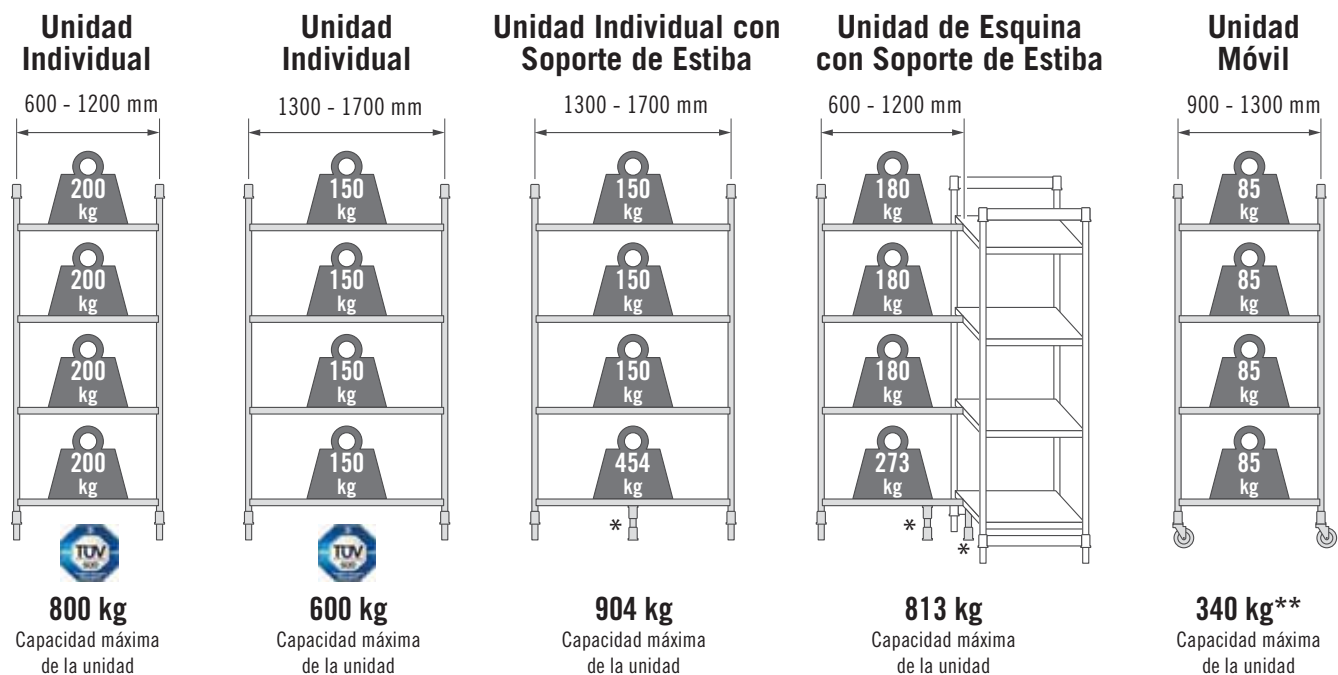 Unidad
Individual
600 - 1200 mm
200
kg
200
kg
200
kg
200
kg
TÜV
SÜD
800 kg
Capacidad máxima
de la unidad
Unidad
Individual
1300 - 1700 mm
150
kg
150
kg
150
kg
150
kg
TÜV
SÜD
600 kg
Capacidad máxima
de la unidad
Unidad Individual con
Soporte de Estiba
1300 - 1700 mm
150
kg
150
kg
150
kg
454
kg
*
904 kg
Capacidad máxima
de la unidad
Unidad de Esquina
con Soporte de Estiba
600 - 1200 mm
180
kg
180
kg
180
kg
273
kg
*
*
813 kg
Capacidad máxima
de la unidad
Unidad
Móvil
900 - 1300 mm
85
kg
85
kg
85
kg
85
kg
340 kg**
Capacidad máxima
de la unidad